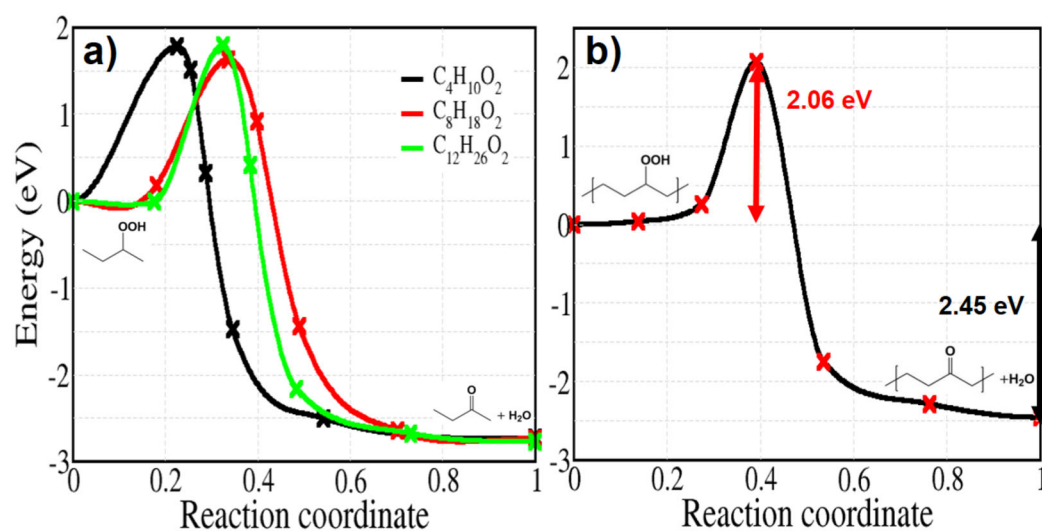 a)
2
1
0
-1
-2
-3
Energy (eV)
C4H10O2
C8H18O2
C12H26O2
OOH
O
+ H2O
0 0.2 0.4 0.6 0.8 1
Reaction coordinate
b)
2
1
0
-1
-2
-3
2.06 eV
OOH
2.45 eV
O
+H2O
0 0.2 0.4 0.6 0.8 1
Reaction coordinate